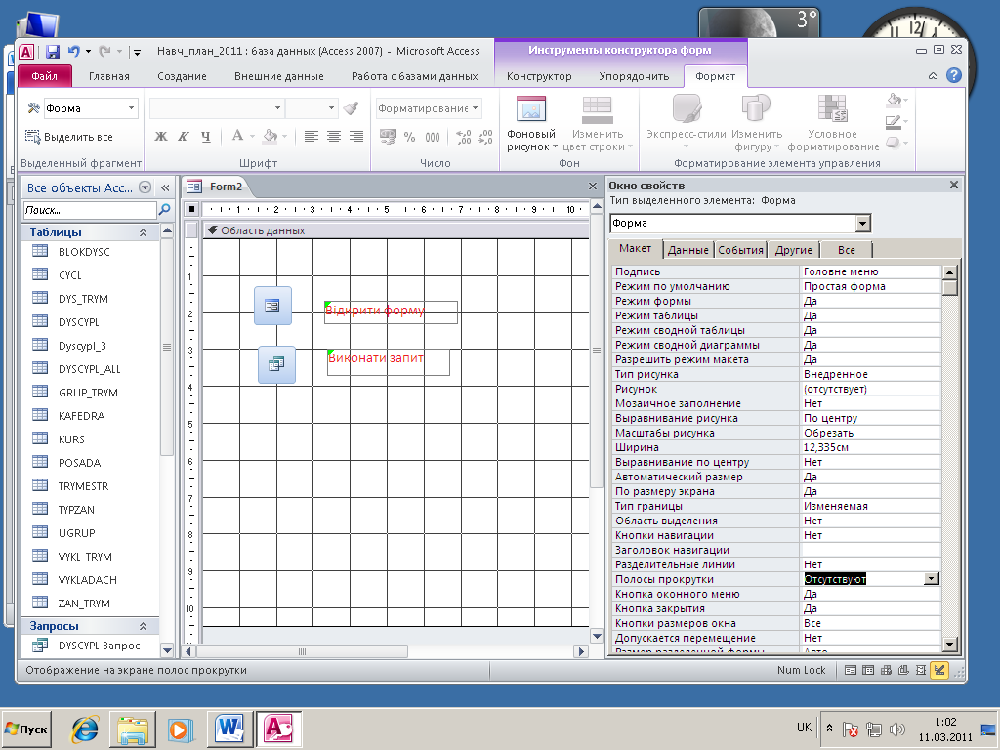 -3°
12
Навч_план_2011 : база данных (Access 2007) - Microsoft Access
Инструменты конструктора форм
Файл Главная Создание Внешние данные Работа с базами данных Конструктор Упорядочить Формат
Форма
Выделить все
Выделенный фрагмент
Ж К Ч А
Шрифт
Форматирование
% 000
Число
Фоновый рисунок
Изменить цвет строки
Фон
Экспресс-стили
Изменить фигуру
Условное форматирование
Форматирование элемента управления
Все объекты Acc... «
Поиск...
Таблицы
BLOKDYSC
CYCL
DYS_TRYM
DYSCYPL
Dyscypl_3
DYSCYPL_ALL
GRUP_TRYM
KAFEDRA
KURS
POSADA
TRYMESTR
TYPZAN
UGRUP
VYKL_TRYM
VYKLADACH
ZAN_TRYM
Запросы
DYSCYPL Запрос
Form2
1 2 3 4 5 6 7 8 9 10
Область данных
1
2
3
4
5
6
7
8
9
10
Відкрити форму
Виконати запит
Окно свойств
Тип выделенного элемента: Форма
Форма
Макет Данные События Другие Все
Подпись Головне меню
Режим по умолчанию Простая форма
Режим формы Да
Режим таблицы Да
Режим сводной таблицы Да
Режим сводной диаграммы Да
Разрешить режим макета Да
Тип рисунка Внедренное
Рисунок (отсутствует)
Мозаичное заполнение Нет
Выравнивание рисунка По центру
Масштабы рисунка Обрезать
Ширина 12,335см
Выравнивание по центру Нет
Автоматический размер Да
По размеру экрана Да
Тип границы Изменяемая
Область выделения Нет
Кнопки навигации Нет
Заголовок навигации
Разделительные линии Нет
Полосы прокрутки Отсутствуют
Кнопка оконного меню Да
Кнопка закрытия Да
Кнопки размеров окна Все
Допускается перемещение Нет
Размер разделенной формы Авто
Отображение на экране полос прокрутки
Num Lock
Пуск
UK
1:02
11.03.2011